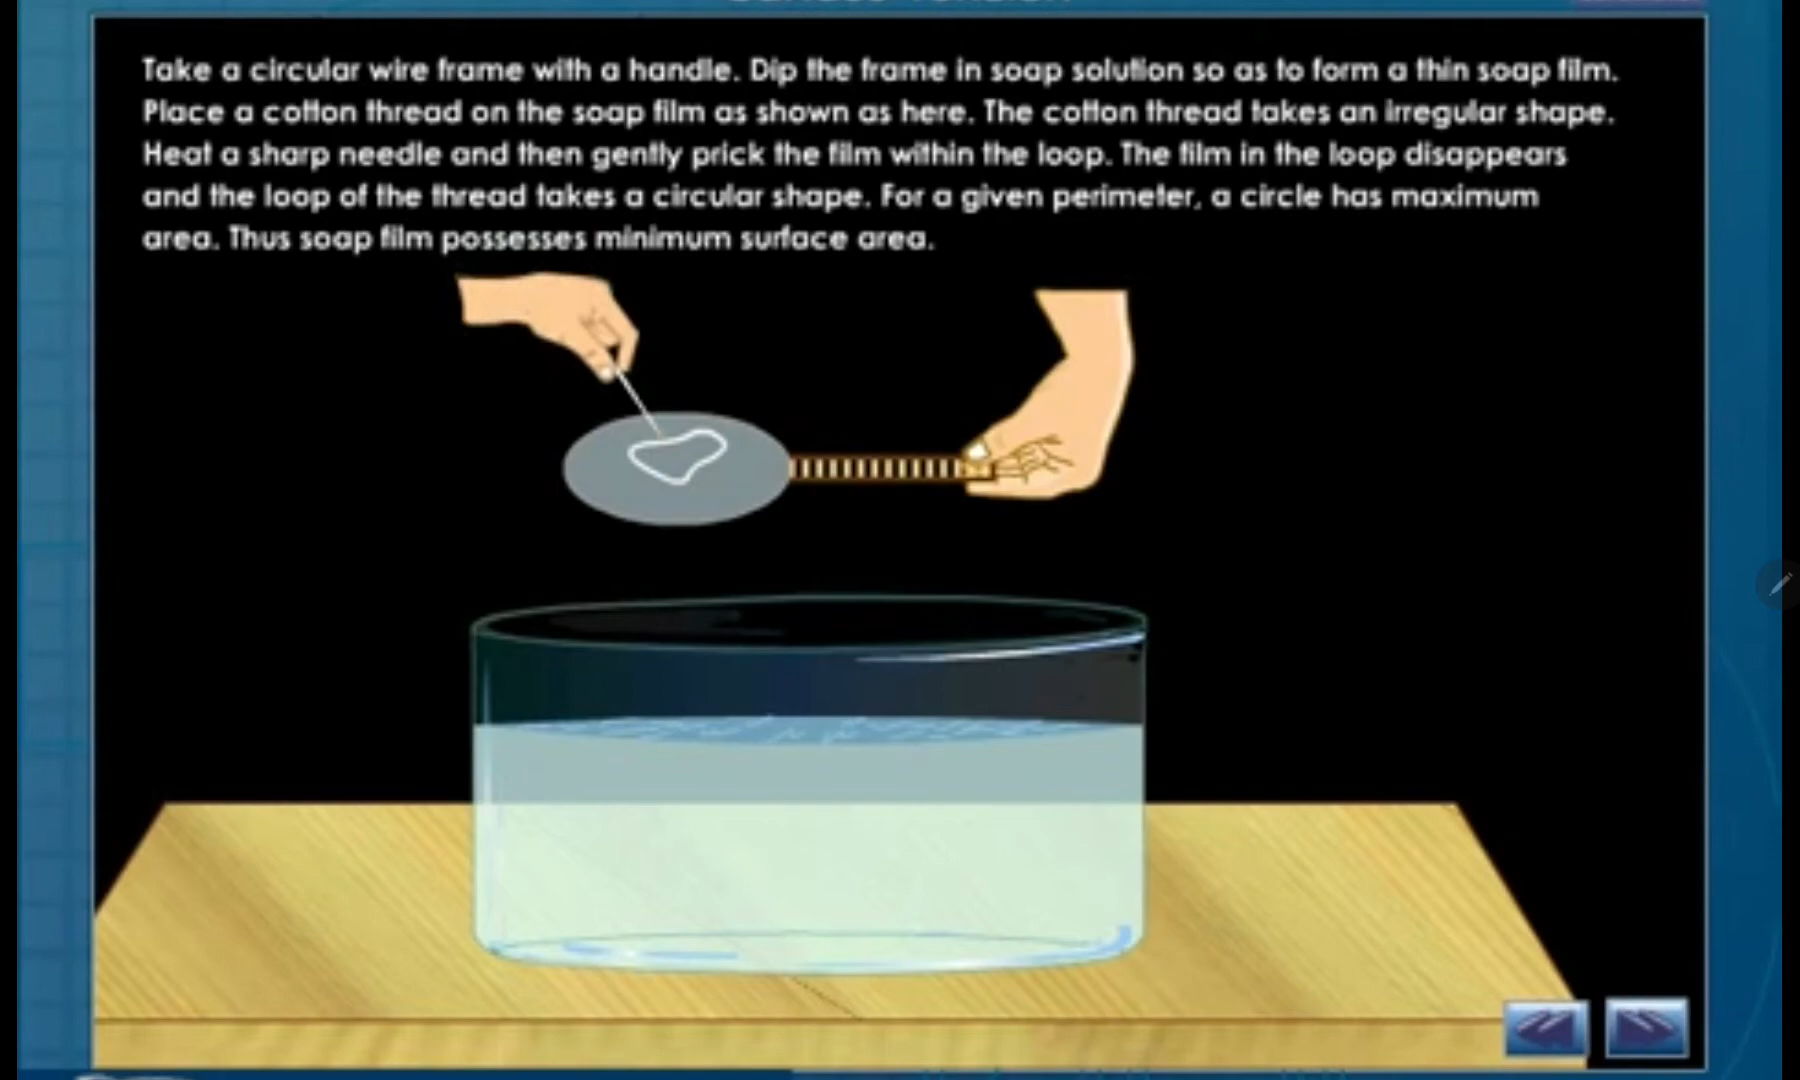 Take a circular wire frame with a handle. Dip the frame in soap solution so as to form a thin soap film.
Place a cotton thread on the soap film as shown as here. The cotton thread takes an irregular shape.
Heat a sharp needle and then gently prick the film within the loop. The film in the loop disappears
and the loop of the thread takes a circular shape. For a given perimeter, a circle has maximum
area. Thus soap film possesses minimum surface area.